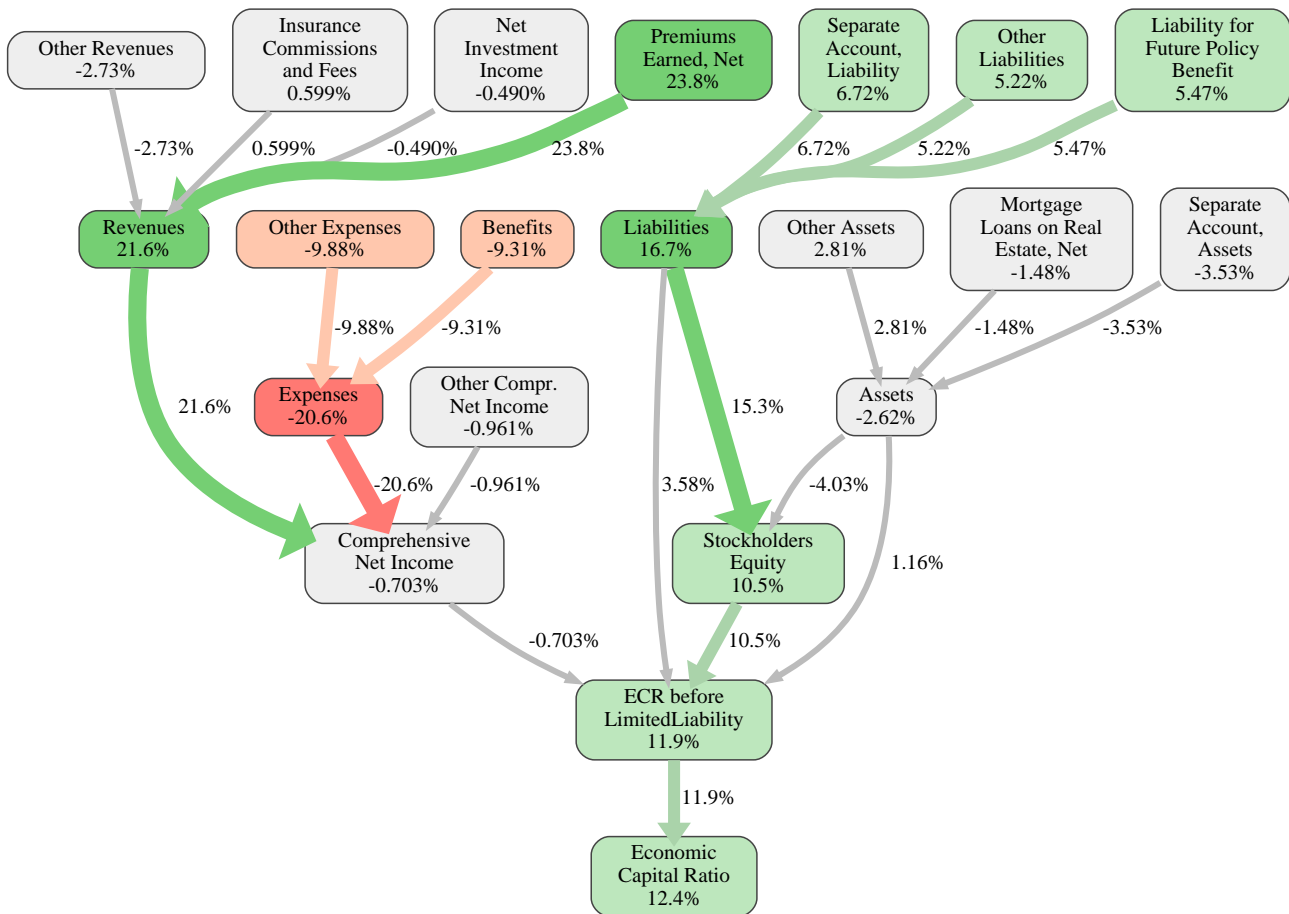 Other Revenues
-2.73%
Insurance
Commissions
and Fees
0.599%
Net
Investment
Income
-0.490%
Premiums
Earned, Net
23.8%
Separate
Account,
Liability
6.72%
Other
Liabilities
5.22%
Liability for
Future Policy
Benefit
5.47%
-2.73%
0.599%
-0.490%
23.8%
6.72%
5.22%
5.47%
Revenues
21.6%
Other Expenses
-9.88%
Benefits
-9.31%
Liabilities
16.7%
Other Assets
2.81%
Mortgage
Loans on Real
Estate, Net
-1.48%
Separate
Account,
Assets
-3.53%
-9.88%
-9.31%
2.81%
-1.48%
-3.53%
21.6%
Expenses
-20.6%
Other Compr.
Net Income
-0.961%
15.3%
Assets
-2.62%
-20.6%
-0.961%
3.58%
-4.03%
Comprehensive
Net Income
-0.703%
Stockholders
Equity
10.5%
1.16%
-0.703%
10.5%
ECR before
LimitedLiability
11.9%
11.9%
Economic
Capital Ratio
12.4%